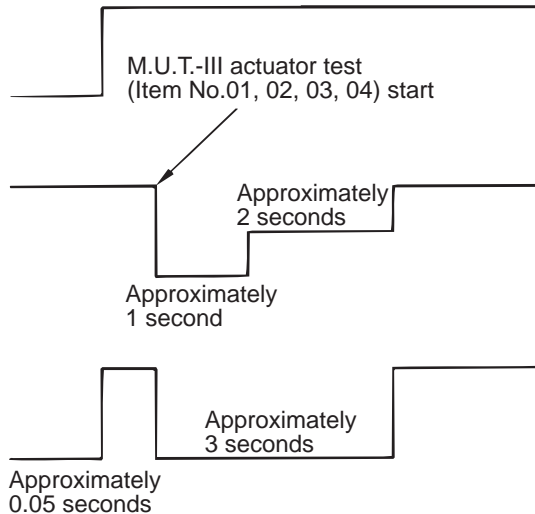 M.U.T.-III actuator test
(Item No.01, 02, 03, 04) start
Approximately
2 seconds
Approximately
1 second
Approximately
3 seconds
Approximately
0.05 seconds